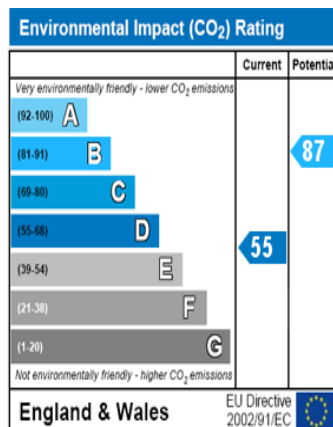 Environmental Impact (CO₂) Rating
Current Potentia
Very environmentally friendly - lower CO₂ emissions
(92-100) A
(81-91) B
87
(69-80) C
(55-68) D
55
(39-54) E
(21-38) F
(1-20) G
Not environmentally friendly - higher CO₂ emissions
England & Wales
EU Directive
2002/91/EC